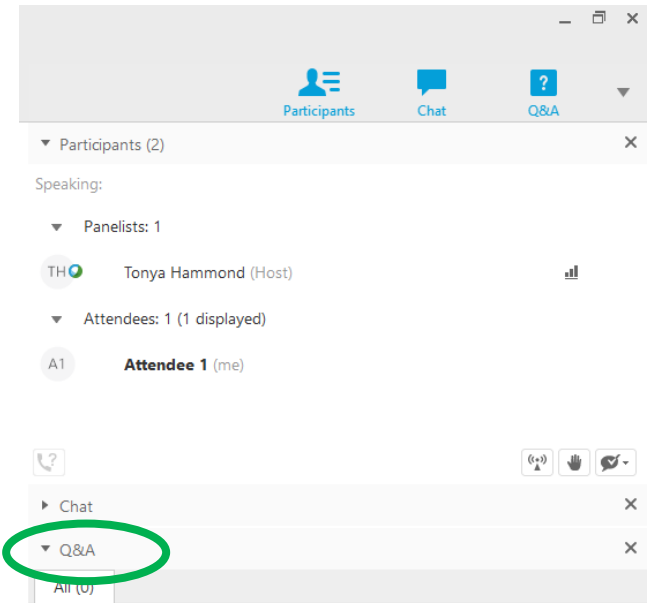 Participants Chat Q&A
Participants (2)
Speaking:
Panelists: 1
TH Tonya Hammond (Host)
Attendees: 1 (1 displayed)
A1 Attendee 1 (me)
Chat
Q&A
All (0)